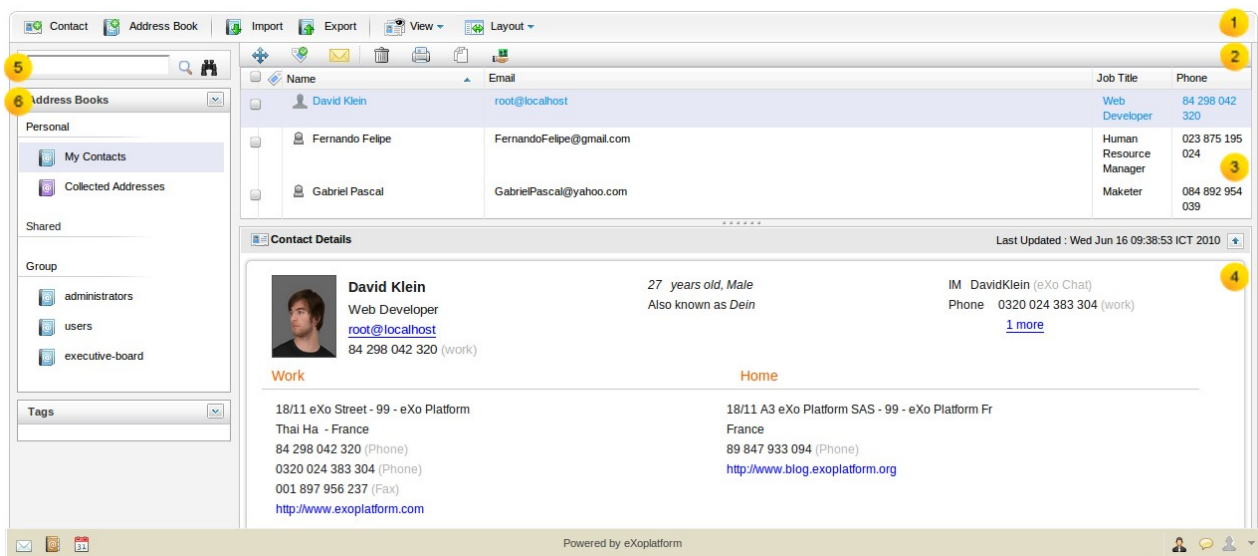 Contact Address Book Import Export View Layout 1
2
5
Name Email Job Title Phone
6 Address Books
David Klein root@localhost Web Developer 84 298 042 320
Personal
My Contacts
Fernando Felipe FernandoFelipe@gmail.com Human Resource Manager 023 875 195 024
3
Collected Addresses
Gabriel Pascal GabrielPascal@yahoo.com Maketer 084 892 954 039
Shared
Contact Details Last Updated : Wed Jun 16 09:38:53 ICT 2010
Group
4
administrators
users
executive-board
Tags
David Klein
Web Developer
root@localhost
84 298 042 320 (work)
27 years old, Male
Also known as Dein
IM DavidKlein (eXo Chat)
Phone 0320 024 383 304 (work)
1 more
Work
18/11 eXo Street - 99 - eXo Platform
Thai Ha - France
84 298 042 320 (Phone)
0320 024 383 304 (Phone)
001 897 956 237 (Fax)
http://www.exoplatform.com
Home
18/11 A3 eXo Platform SAS - 99 - eXo Platform Fr
France
89 847 933 094 (Phone)
http://www.blog.exoplatform.org
31
Powered by eXoplatform